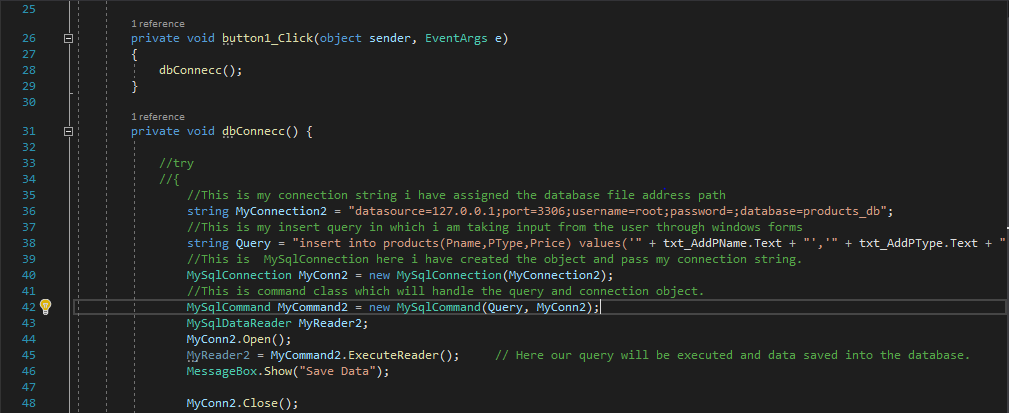 25
1 reference
26 private void button1_Click(object sender, EventArgs e)
27 {
28 dbConnecc();
29 }
30
1 reference
31 private void dbConnecc() {
32
33 //try
34 //{
35 //This is my connection string i have assigned the database file address path
36 string MyConnection2 = "datasource=127.0.0.1;port=3306;username=root;password=;database=products_db";
37 //This is my insert query in which i am taking input from the user through windows forms
38 string Query = "insert into products(Pname,PType,Price) values('" + txt_AddPName.Text + "','" + txt_AddPType.Text + "
39 //This is  MySqlConnection here i have created the object and pass my connection string.
40 MySqlConnection MyConn2 = new MySqlConnection(MyConnection2);
41 //This is command class which will handle the query and connection object.
42 MySqlCommand MyCommand2 = new MySqlCommand(Query, MyConn2);
43 MySqlDataReader MyReader2;
44 MyConn2.Open();
45 MyReader2 = MyCommand2.ExecuteReader();     // Here our query will be executed and data saved into the database.
46 MessageBox.Show("Save Data");
47
48 MyConn2.Close();